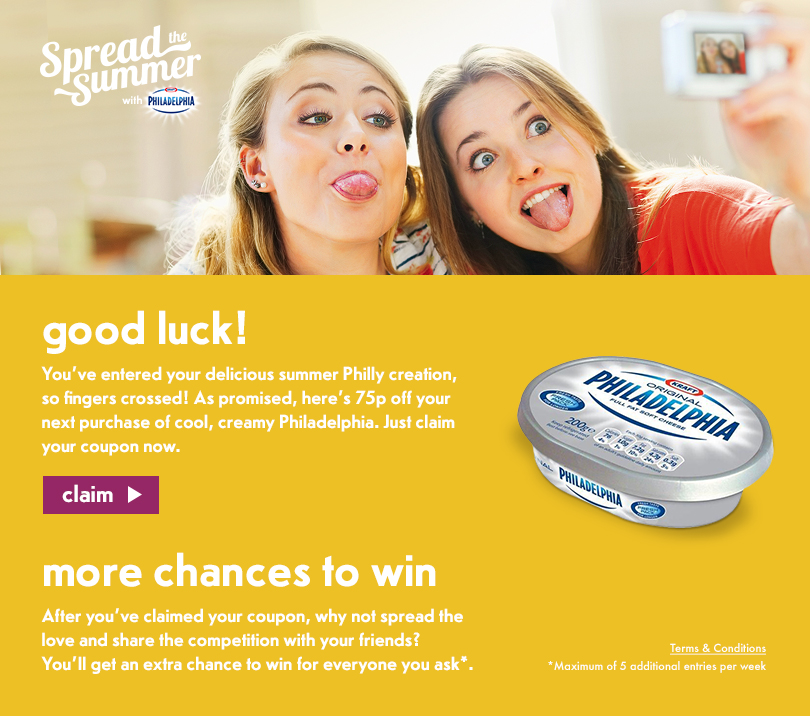 Spread the
Summer
with PHILADELPHIA
good luck!
You've entered your delicious summer Philly creation,
so fingers crossed! As promised, here's 75p off your
next purchase of cool, creamy Philadelphia. Just claim
your coupon now.
claim
KRAFT
ORIGINAL
PHILADELPHIA
FULL FAT SOFT CHEESE
200g
PHILADELPHIA
more chances to win
After you've claimed your coupon, why not spread the
love and share the competition with your friends?
You'll get an extra chance to win for everyone you ask*.
Terms & Conditions
*Maximum of 5 additional entries per week